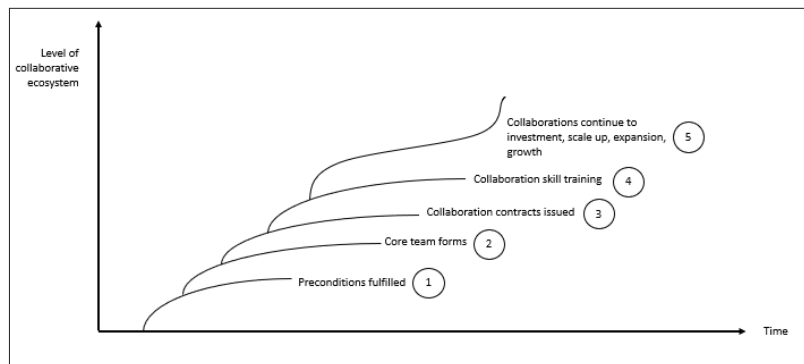 Level of
collaborative
ecosystem
Collaborations continue to
investment, scale up, expansion,
growth
5
Collaboration skill training
4
Collaboration contracts issued
3
Core team forms
2
Preconditions fulfilled
1
Time